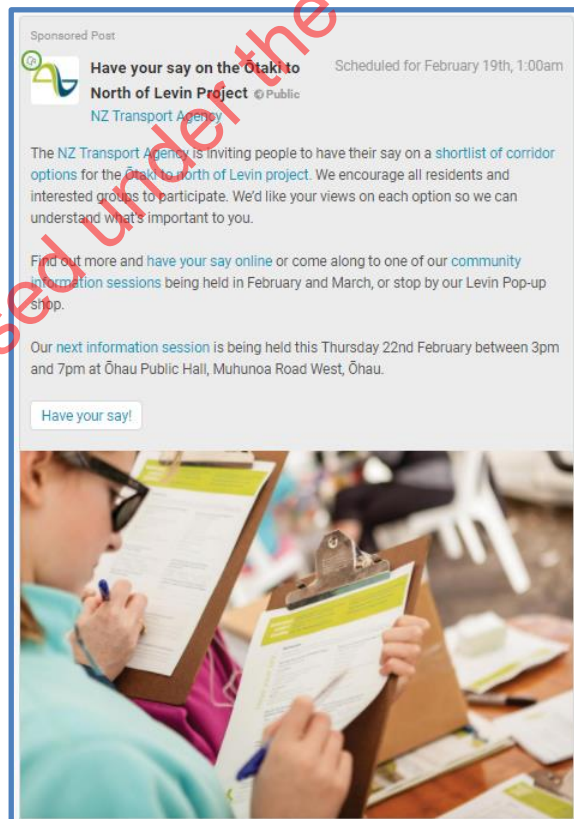 Sponsored Post
Have your say on the Ōtaki to
North of Levin Project Public
Scheduled for February 19th, 1:00am
NZ Transport Agency
The NZ Transport Agency is inviting people to have their say on a shortlist of corridor
options for the Ōtaki to north of Levin project. We encourage all residents and
interested groups to participate. We'd like your views on each option so we can
understand what's important to you.
Find out more and have your say online or come along to one of our community
information sessions being held in February and March, or stop by our Levin Pop-up
shop.
Our next information session is being held this Thursday 22nd February between 3pm
and 7pm at Ōhau Public Hall, Muhunoa Road West, Ōhau.
Have your say!
sed under the